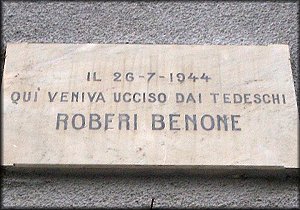 IL 26-7-1944
QUI' VENIVA UCCISO DAI TEDESCHI
ROBERI BENONE